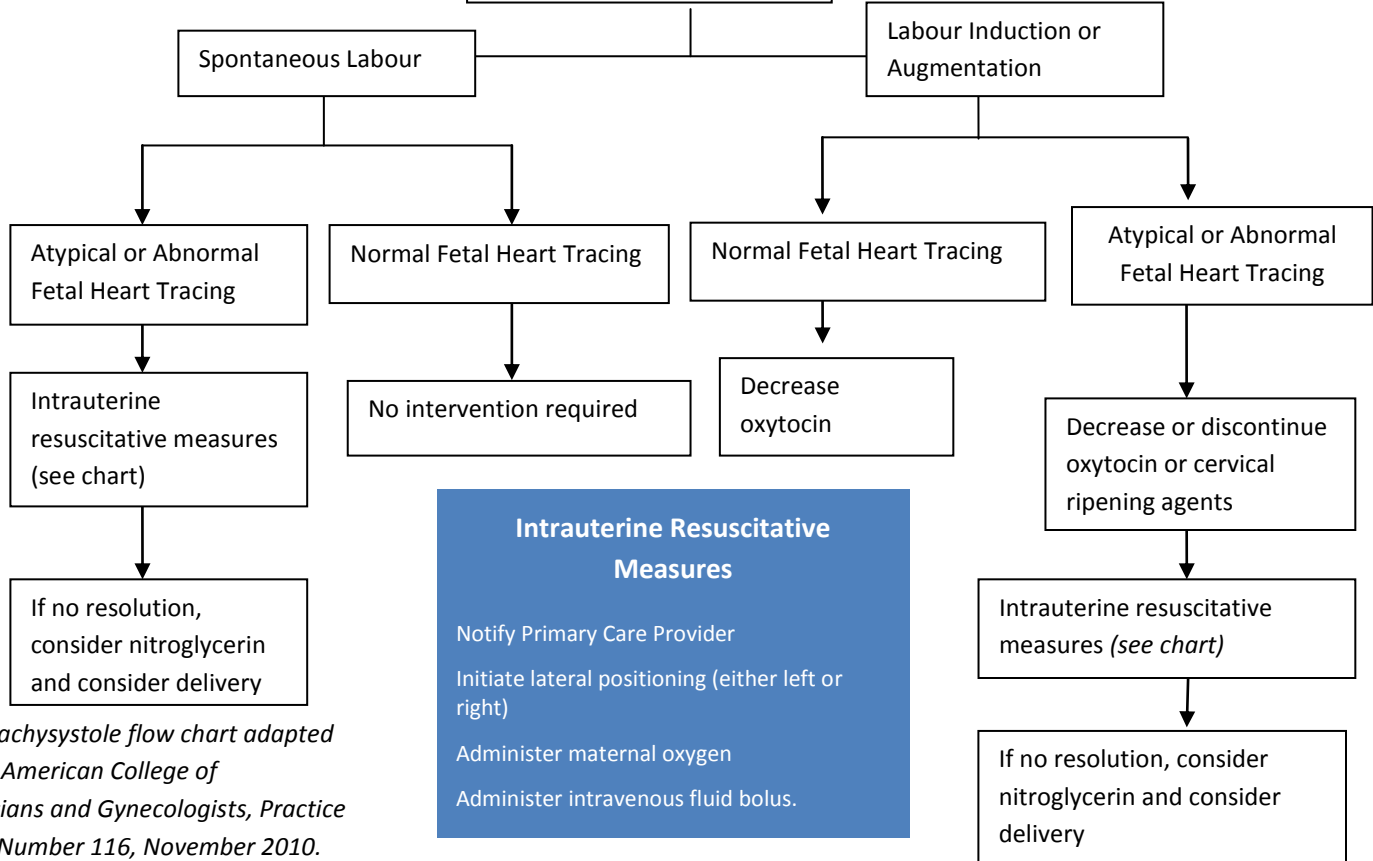 Spontaneous Labour
Labour Induction or
Augmentation
Atypical or Abnormal
Fetal Heart Tracing
Normal Fetal Heart Tracing
Normal Fetal Heart Tracing
Atypical or Abnormal
Fetal Heart Tracing
Intrauterine
resuscitative measures
(see chart)
No intervention required
Decrease
oxytocin
Decrease or discontinue
oxytocin or cervical
ripening agents
If no resolution,
consider nitroglycerin
and consider delivery
Intrauterine Resuscitative
Measures
Notify Primary Care Provider
Initiate lateral positioning (either left or
right)
Administer maternal oxygen
Administer intravenous fluid bolus.
Intrauterine resuscitative
measures (see chart)
If no resolution, consider
nitroglycerin and consider
delivery
achysystole flow chart adapted
American College of
ians and Gynecologists, Practice
Number 116, November 2010.